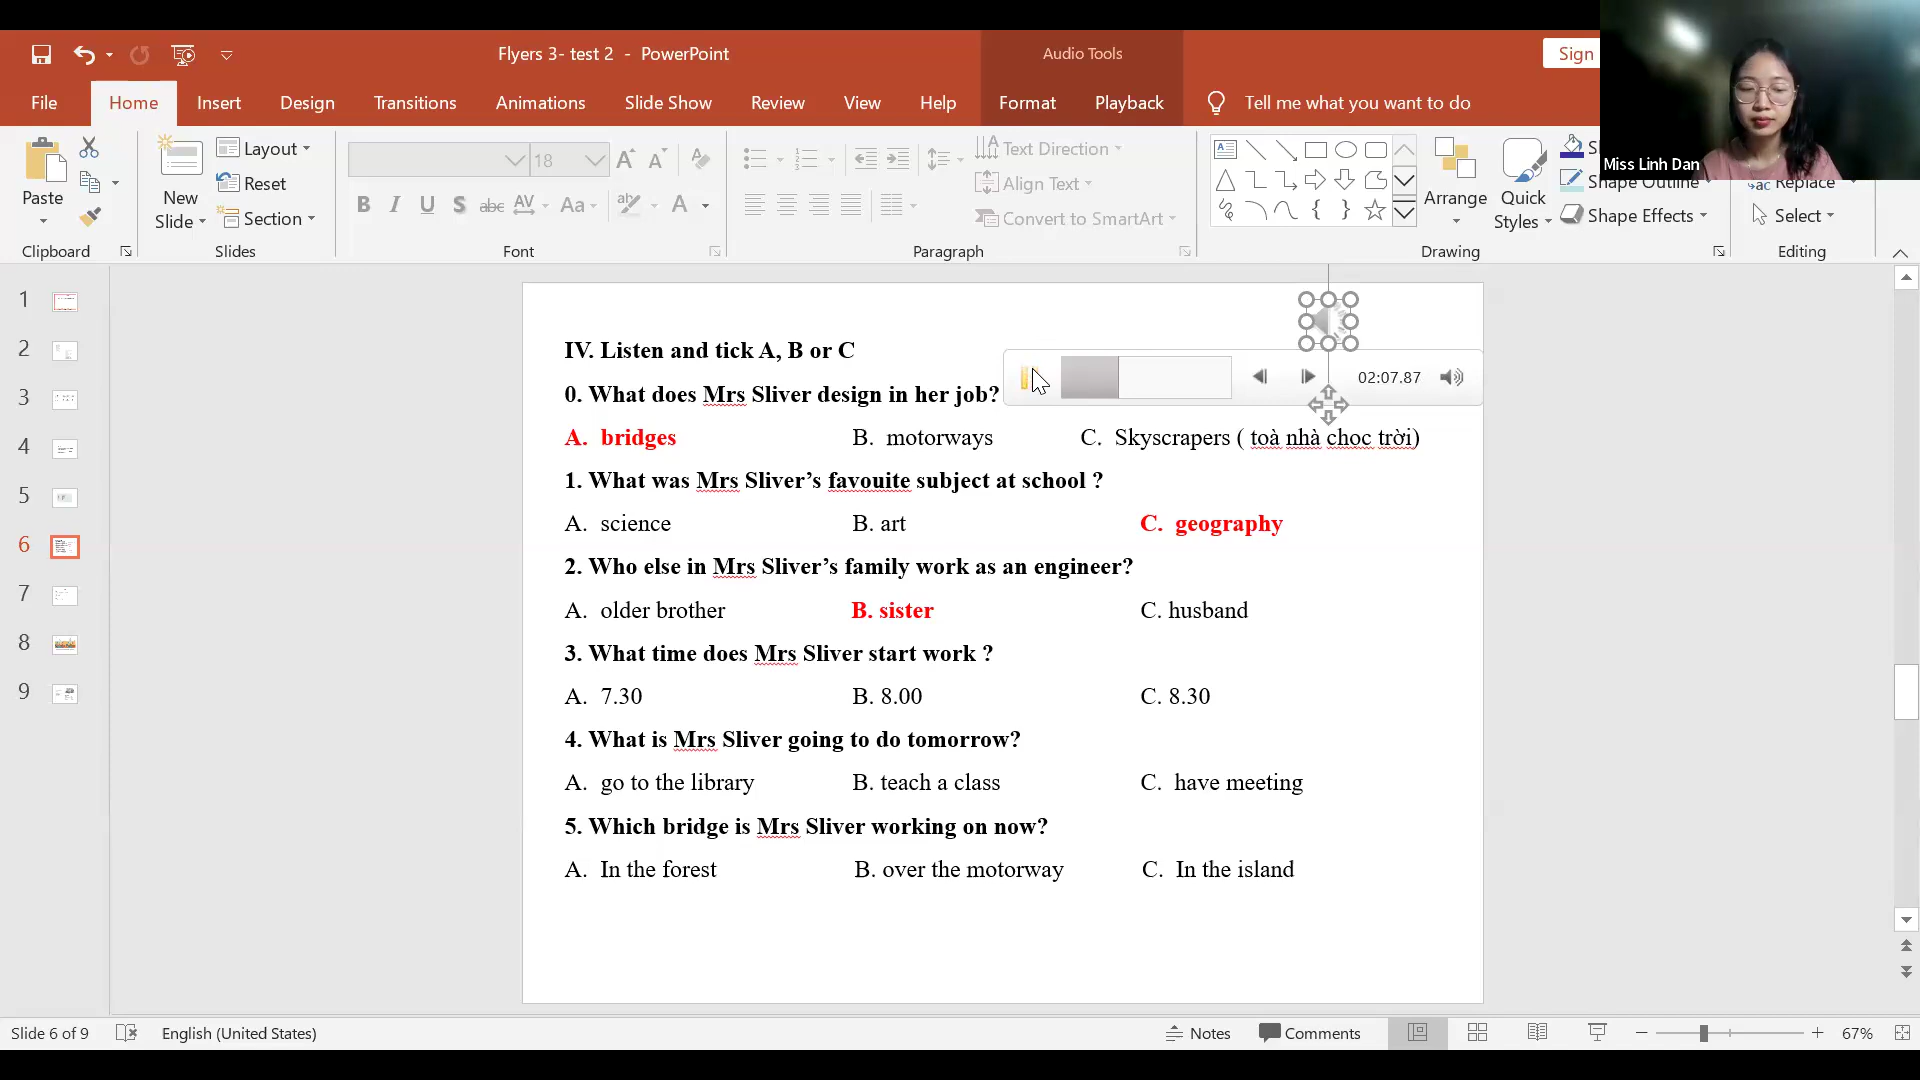 Flyers 3- test 2 - PowerPoint
Audio Tools
Sign
File
Home
Insert
Design
Transitions
Animations
Slide Show
Review
View
Help
Format
Playback
Tell me what you want to do
Miss Linh Dan
Paste
Clipboard
New
Slide
Layout
Reset
Section
Slides
18
B I U S abc AV Aa A
Font
Text Direction
Align Text
Convert to SmartArt
Paragraph
Arrange
Quick
Styles
Shape Outline
Shape Effects
Drawing
Replace
Select
Editing
1
2
3
4
5
6
7
8
9
IV. Listen and tick A, B or C
0. What does Mrs Sliver design in her job?
02:07.87
A. bridges B. motorways C. Skyscrapers ( toà nhà chọc trời)
1. What was Mrs Sliver’s favouite subject at school ?
A. science B. art C. geography
2. Who else in Mrs Sliver’s family work as an engineer?
A. older brother B. sister C. husband
3. What time does Mrs Sliver start work ?
A. 7.30 B. 8.00 C. 8.30
4. What is Mrs Sliver going to do tomorrow?
A. go to the library B. teach a class C. have meeting
5. Which bridge is Mrs Sliver working on now?
A. In the forest B. over the motorway C. In the island
Slide 6 of 9
English (United States)
Notes
Comments
67%